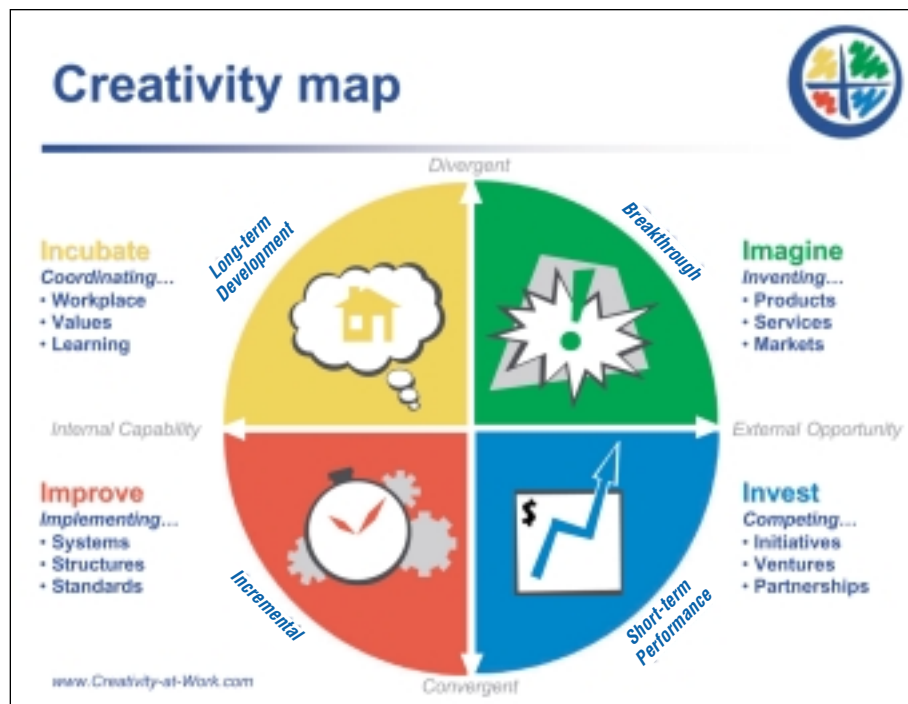 Creativity map
Divergent
Long-term
Development
Breakthrough
Incubate
Coordinating...
• Workplace
• Values
• Learning
Imagine
Inventing...
• Products
• Services
• Markets
!
Internal Capability
External Opportunity
Improve
Implementing...
• Systems
• Structures
• Standards
$
Invest
Competing...
• Initiatives
• Ventures
• Partnerships
Incremental
Short-term
Performance
www.Creativity-at-Work.com
Convergent